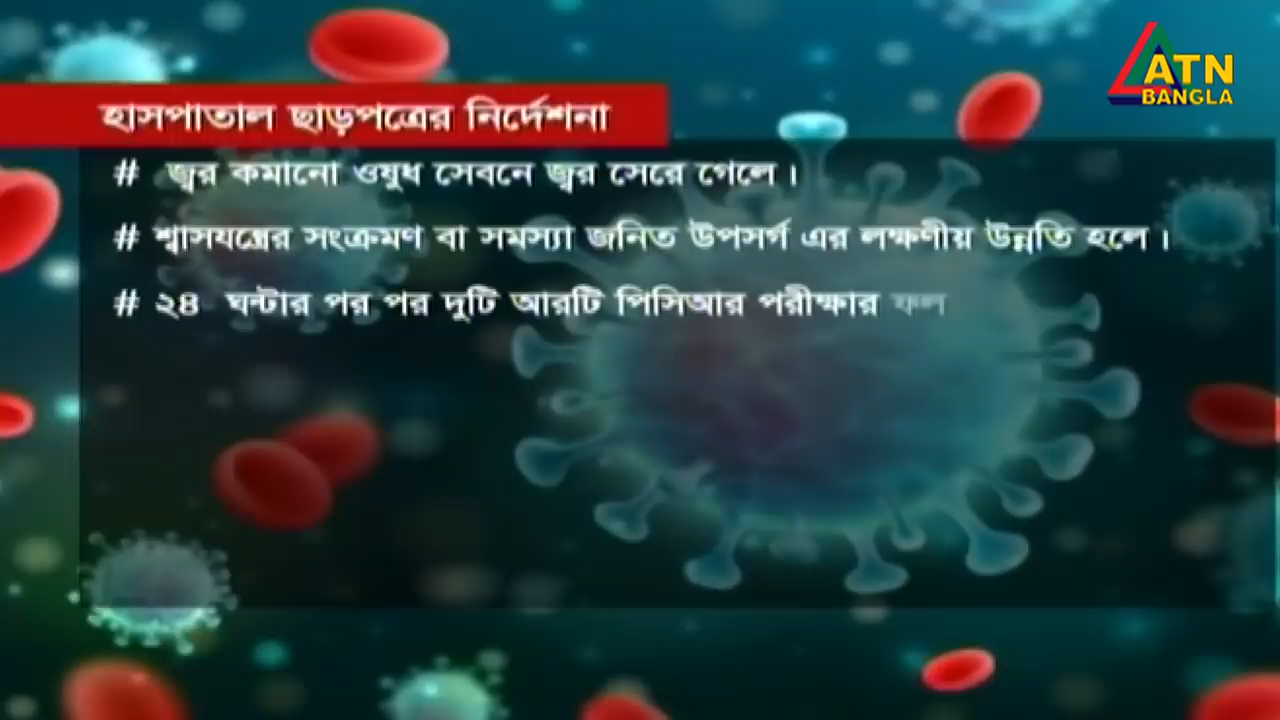 ATN
BANGLA
হাসপাতাল ছাড়পত্রের নির্দেশনা
# জ্বর কমানো ওষুধ সেবনে জ্বর সেরে গেলে।
# শ্বাসযন্ত্রের সংক্রমণ বা সমস্যা জনিত উপসর্গ এর লক্ষণীয় উন্নতি হলে।
# ২৪ ঘন্টার পর পর দুটি আরটি পিসিআর পরীক্ষার ফল